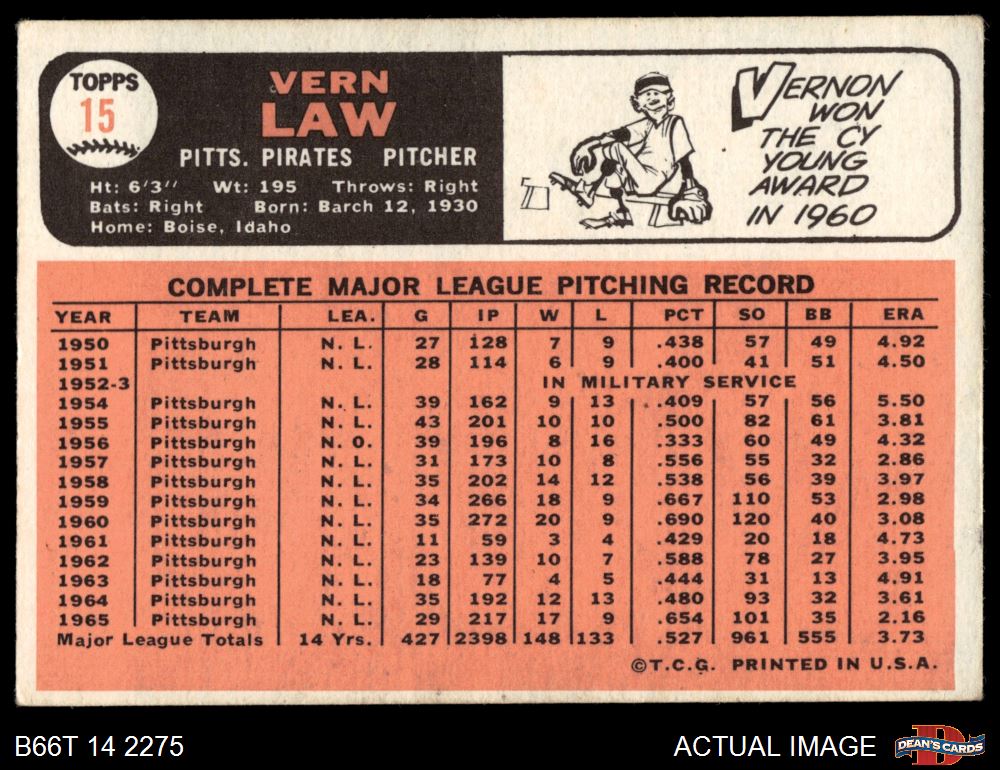 TOPPS
15
VERN
LAW
PITTS. PIRATES PITCHER
Ht: 6'3" Wt: 195 Throws: Right
Bats: Right Born: Barch 12, 1930
Home: Boise, Idaho
VERNON
WON
THE CY
YOUNG
AWARD
IN 1960
COMPLETE MAJOR LEAGUE PITCHING RECORD
YEAR TEAM LEA. G IP W L PCT SO BB ERA
1950 Pittsburgh N. L. 27 128 7 9 .438 57 49 4.92
1951 Pittsburgh N. L. 28 114 6 9 .400 41 51 4.50
1952-3 IN MILITARY SERVICE
1954 Pittsburgh N. L. 39 162 9 13 .409 57 56 5.50
1955 Pittsburgh N. L. 43 201 10 10 .500 82 61 3.81
1956 Pittsburgh N. O. 39 196 8 16 .333 60 49 4.32
1957 Pittsburgh N. L. 31 173 10 8 .556 55 32 2.86
1958 Pittsburgh N. L. 35 202 14 12 .538 56 39 3.97
1959 Pittsburgh N. L. 34 266 18 9 .667 110 53 2.98
1960 Pittsburgh N. L. 35 272 20 9 .690 120 40 3.08
1961 Pittsburgh N. L. 11 59 3 4 .429 20 18 4.73
1962 Pittsburgh N. L. 23 139 10 7 .588 78 27 3.95
1963 Pittsburgh N. L. 18 77 4 5 .444 31 13 4.91
1964 Pittsburgh N. L. 35 192 12 13 .480 93 32 3.61
1965 Pittsburgh N. L. 29 217 17 9 .654 101 35 2.16
Major League Totals 14 Yrs. 427 2398 148 133 .527 961 555 3.73
©T.C.G. PRINTED IN U.S.A.
B66T 14 2275
ACTUAL IMAGE
DEAN'S CARDS